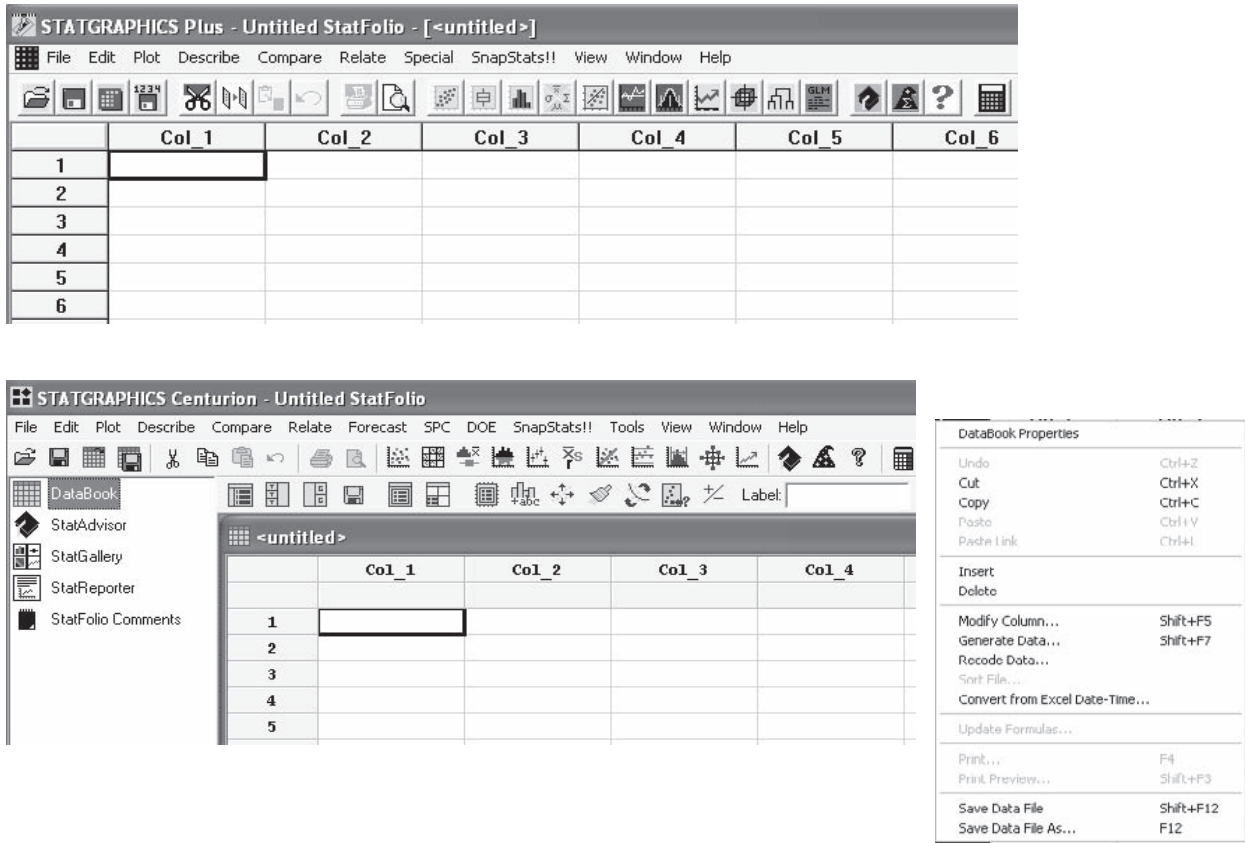 STATGRAPHICS Plus - Untitled StatFolio - [<untitled>]
File Edit Plot Describe Compare Relate Special SnapStats!! View Window Help
1234
GLM
Col_1 Col_2 Col_3 Col_4 Col_5 Col_6
1
2
3
4
5
6
STATGRAPHICS Centurion - Untitled StatFolio
File Edit Plot Describe Compare Relate Forecast SPC DOE SnapStats!! Tools View Window Help
DataBook
+abc Label:
StatAdvisor
StatGallery
StatReporter
StatFolio Comments
<untitled>
Col_1 Col_2 Col_3 Col_4
1
2
3
4
5
DataBook Properties
Undo Ctrl+Z
Cut Ctrl+X
Copy Ctrl+C
Paste Ctrl+V
Paste Link Ctrl+L
Insert
Delete
Modify Column... Shift+F5
Generate Data... Shift+F7
Recode Data...
Sort File...
Convert from Excel Date-Time...
Update Formulas...
Print... F4
Print Preview... Shift+F3
Save Data File Shift+F12
Save Data File As... F12